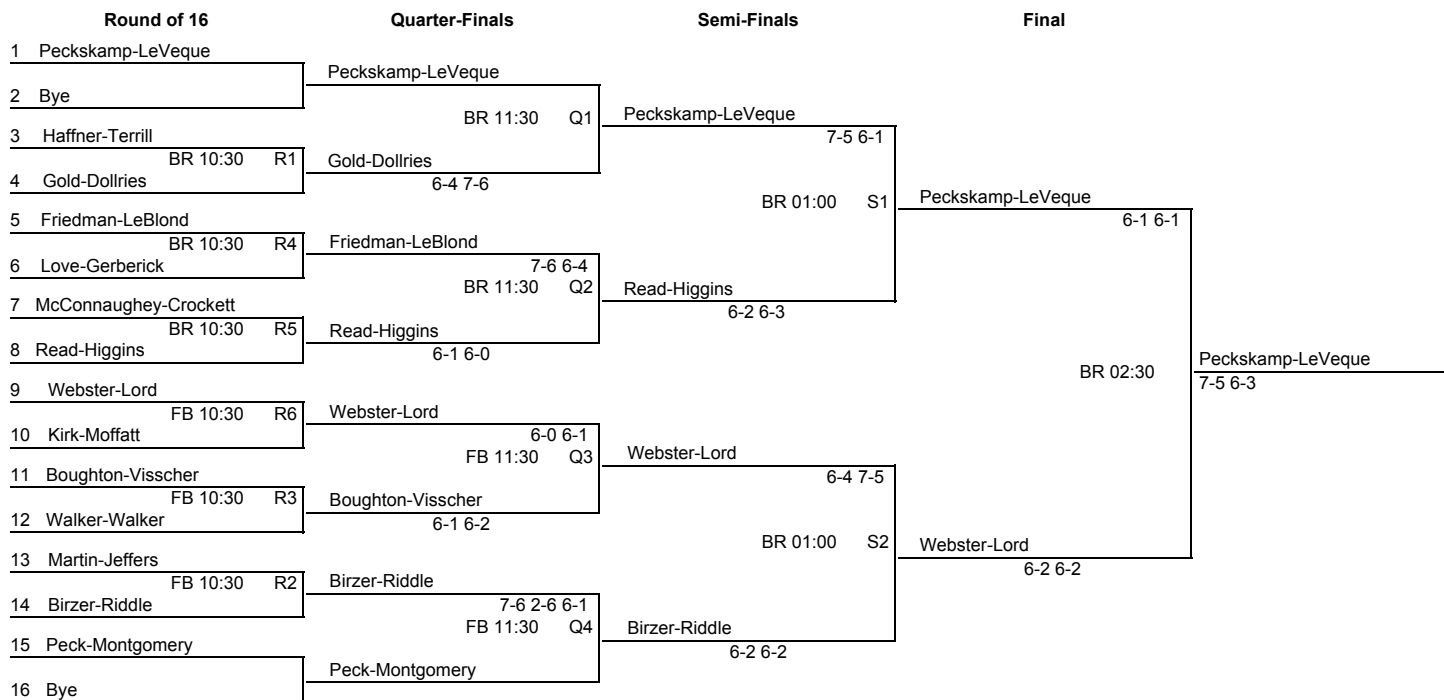 Round of 16 Quarter-Finals Semi-Finals Final
1 Peckskamp-LeVeque
Peckskamp-LeVeque
2 Bye
BR 11:30 Q1
Peckskamp-LeVeque
3 Haffner-Terrill
7-5 6-1
BR 10:30 R1
Gold-Dollries
4 Gold-Dollries
6-4 7-6
BR 01:00 S1
Peckskamp-LeVeque
5 Friedman-LeBlond
6-1 6-1
BR 10:30 R4
Friedman-LeBlond
6 Love-Gerberick
7-6 6-4
BR 11:30 Q2
Read-Higgins
7 McConnaughey-Crockett
6-2 6-3
BR 10:30 R5
Read-Higgins
8 Read-Higgins
6-1 6-0
Peckskamp-LeVeque
BR 02:30
7-5 6-3
9 Webster-Lord
FB 10:30 R6
Webster-Lord
10 Kirk-Moffatt
6-0 6-1
FB 11:30 Q3
Webster-Lord
11 Boughton-Visscher
6-4 7-5
FB 10:30 R3
Boughton-Visscher
12 Walker-Walker
6-1 6-2
BR 01:00 S2
Webster-Lord
13 Martin-Jeffers
6-2 6-2
FB 10:30 R2
Birzer-Riddle
14 Birzer-Riddle
7-6 2-6 6-1
FB 11:30 Q4
Birzer-Riddle
15 Peck-Montgomery
6-2 6-2
Peck-Montgomery
16 Bye